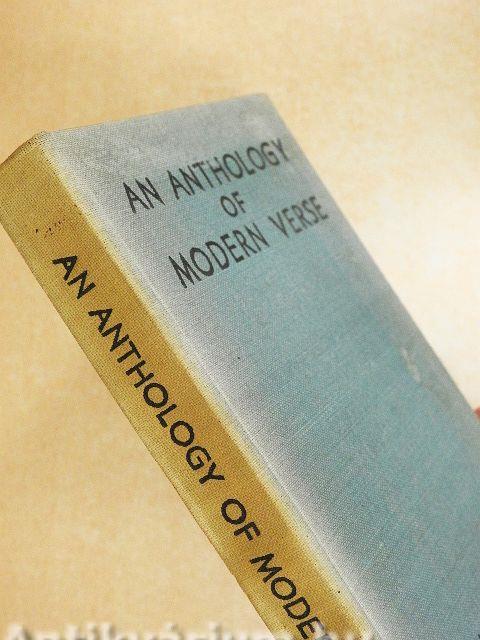 AN ANTHOLOGY
OF
MODERN VERSE
AN ANTHOLOGY OF MODE